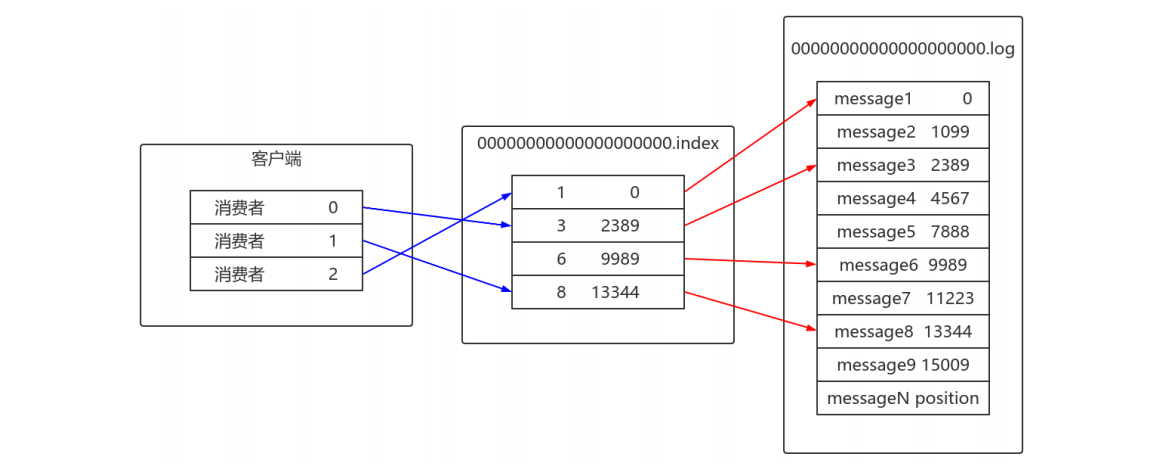 客户端
消费者 0
消费者 1
消费者 2
00000000000000000000.index
1 0
3 2389
6 9989
8 13344
00000000000000000000.log
message1 0
message2 1099
message3 2389
message4 4567
message5 7888
message6 9989
message7 11223
message8 13344
message9 15009
messageN position